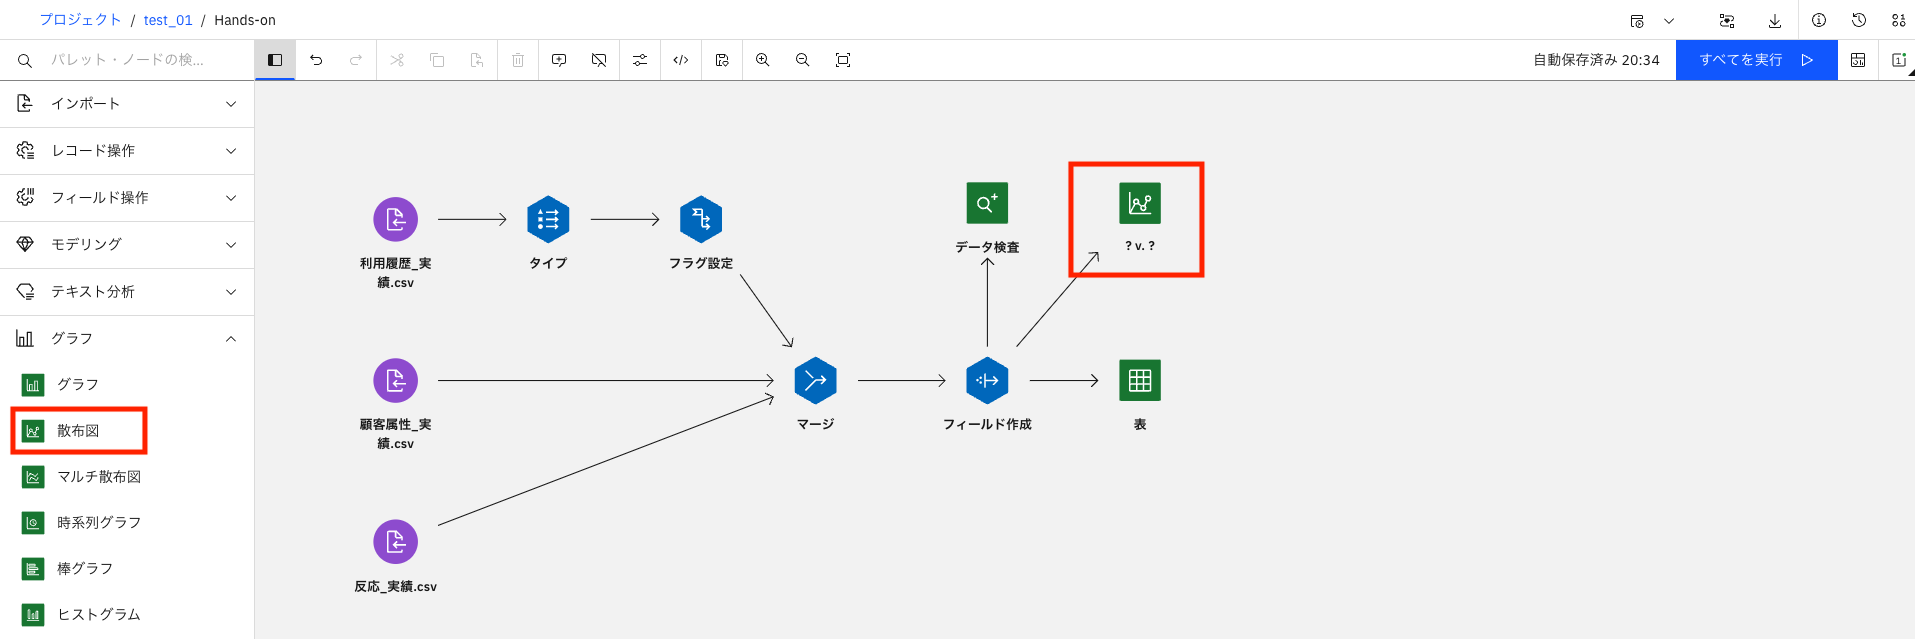 プロジェクト / test_01 / Hands-on
パレット・ノードの検...
自動保存済み 20:34
すべてを実行
インポート
レコード操作
フィールド操作
モデリング
テキスト分析
グラフ
グラフ
散布図
マルチ散布図
時系列グラフ
棒グラフ
ヒストグラム
データ検査
? v. ?
利用履歴_実
績.csv
タイプ
フラグ設定
顧客属性_実
績.csv
マージ
フィールド作成
表
反応_実績.csv